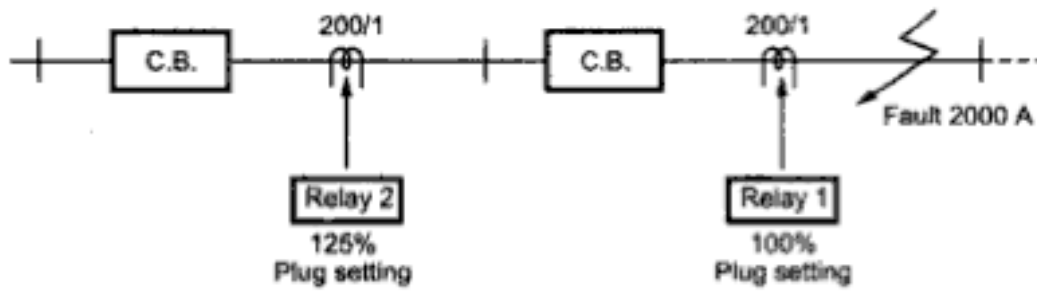 200/1
200/1
C.B.
C.B.
Fault 2000 A
Relay 2
Relay 1
125%
Plug setting
100%
Plug setting